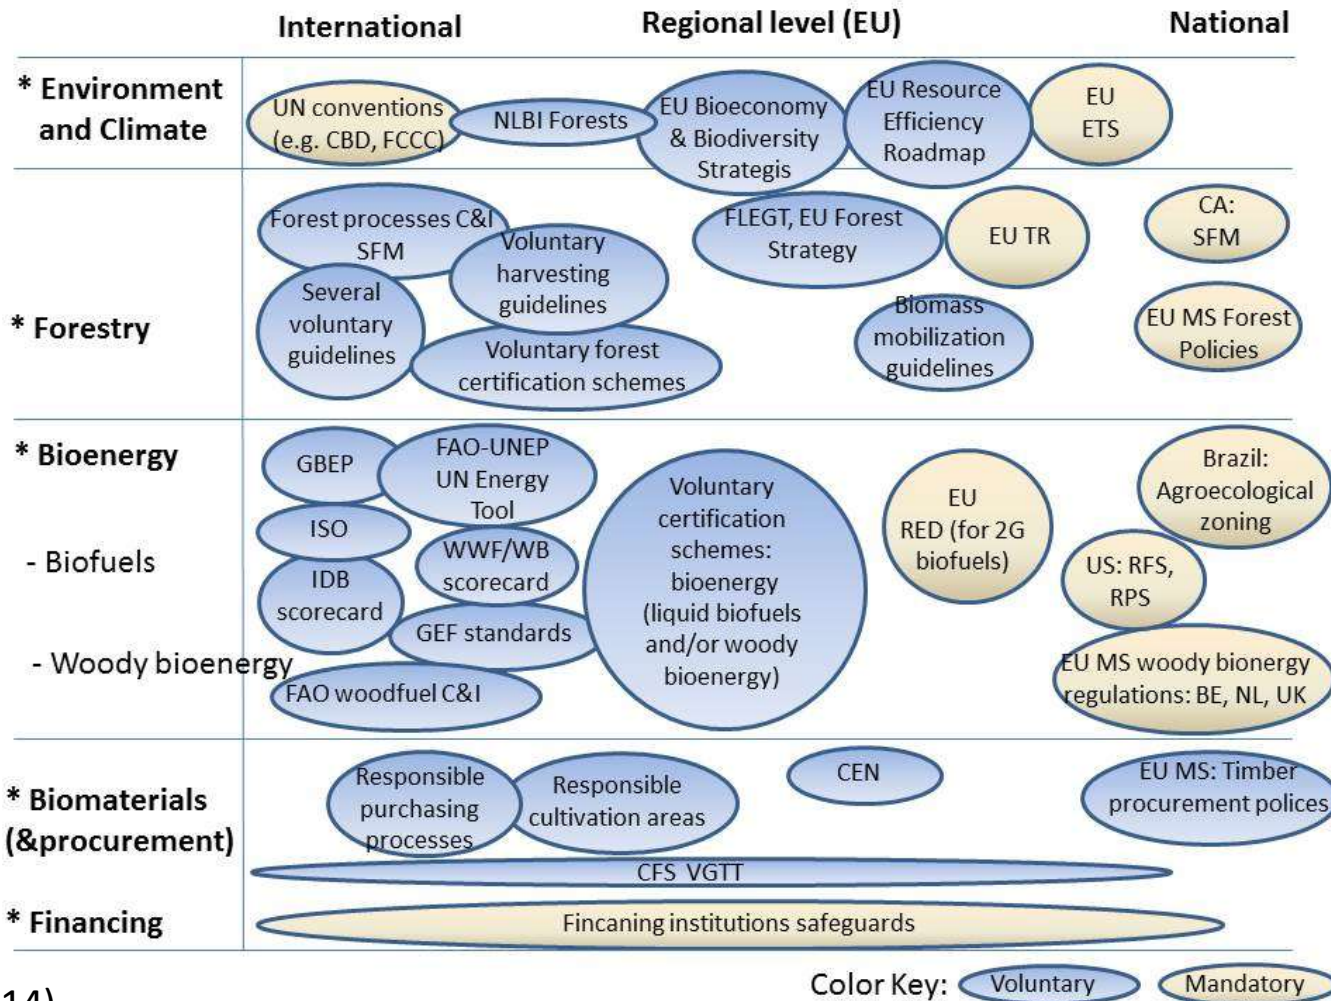 International
Regional level (EU)
National
* Environment
and Climate
UN conventions
(e.g. CBD, FCCC)
NLBI Forests
EU Bioeconomy
& Biodiversity
Strategis
EU Resource
Efficiency
Roadmap
EU
ETS
* Forestry
Forest processes C&I
SFM
Voluntary
harvesting
guidelines
Several
voluntary
guidelines
Voluntary forest
certification schemes
FLEGT, EU Forest
Strategy
EU TR
Biomass
mobilization
guidelines
CA:
SFM
EU MS Forest
Policies
* Bioenergy
- Biofuels
- Woody bioenergy
GBEP
FAO-UNEP
UN Energy
Tool
ISO
WWF/WB
scorecard
IDB
scorecard
GEF standards
FAO woodfuel C&I
Voluntary
certification
schemes:
bioenergy
(liquid biofuels
and/or woody
bioenergy)
EU
RED (for 2G
biofuels)
Brazil:
Agroecological
zoning
US: RFS,
RPS
EU MS woody bionergy
regulations: BE, NL, UK
* Biomaterials
(&procurement)
Responsible
purchasing
processes
Responsible
cultivation areas
CEN
EU MS: Timber
procurement polices
CFS VGTT
* Financing
Fincaning institutions safeguards
Color Key:
Voluntary
Mandatory
14)